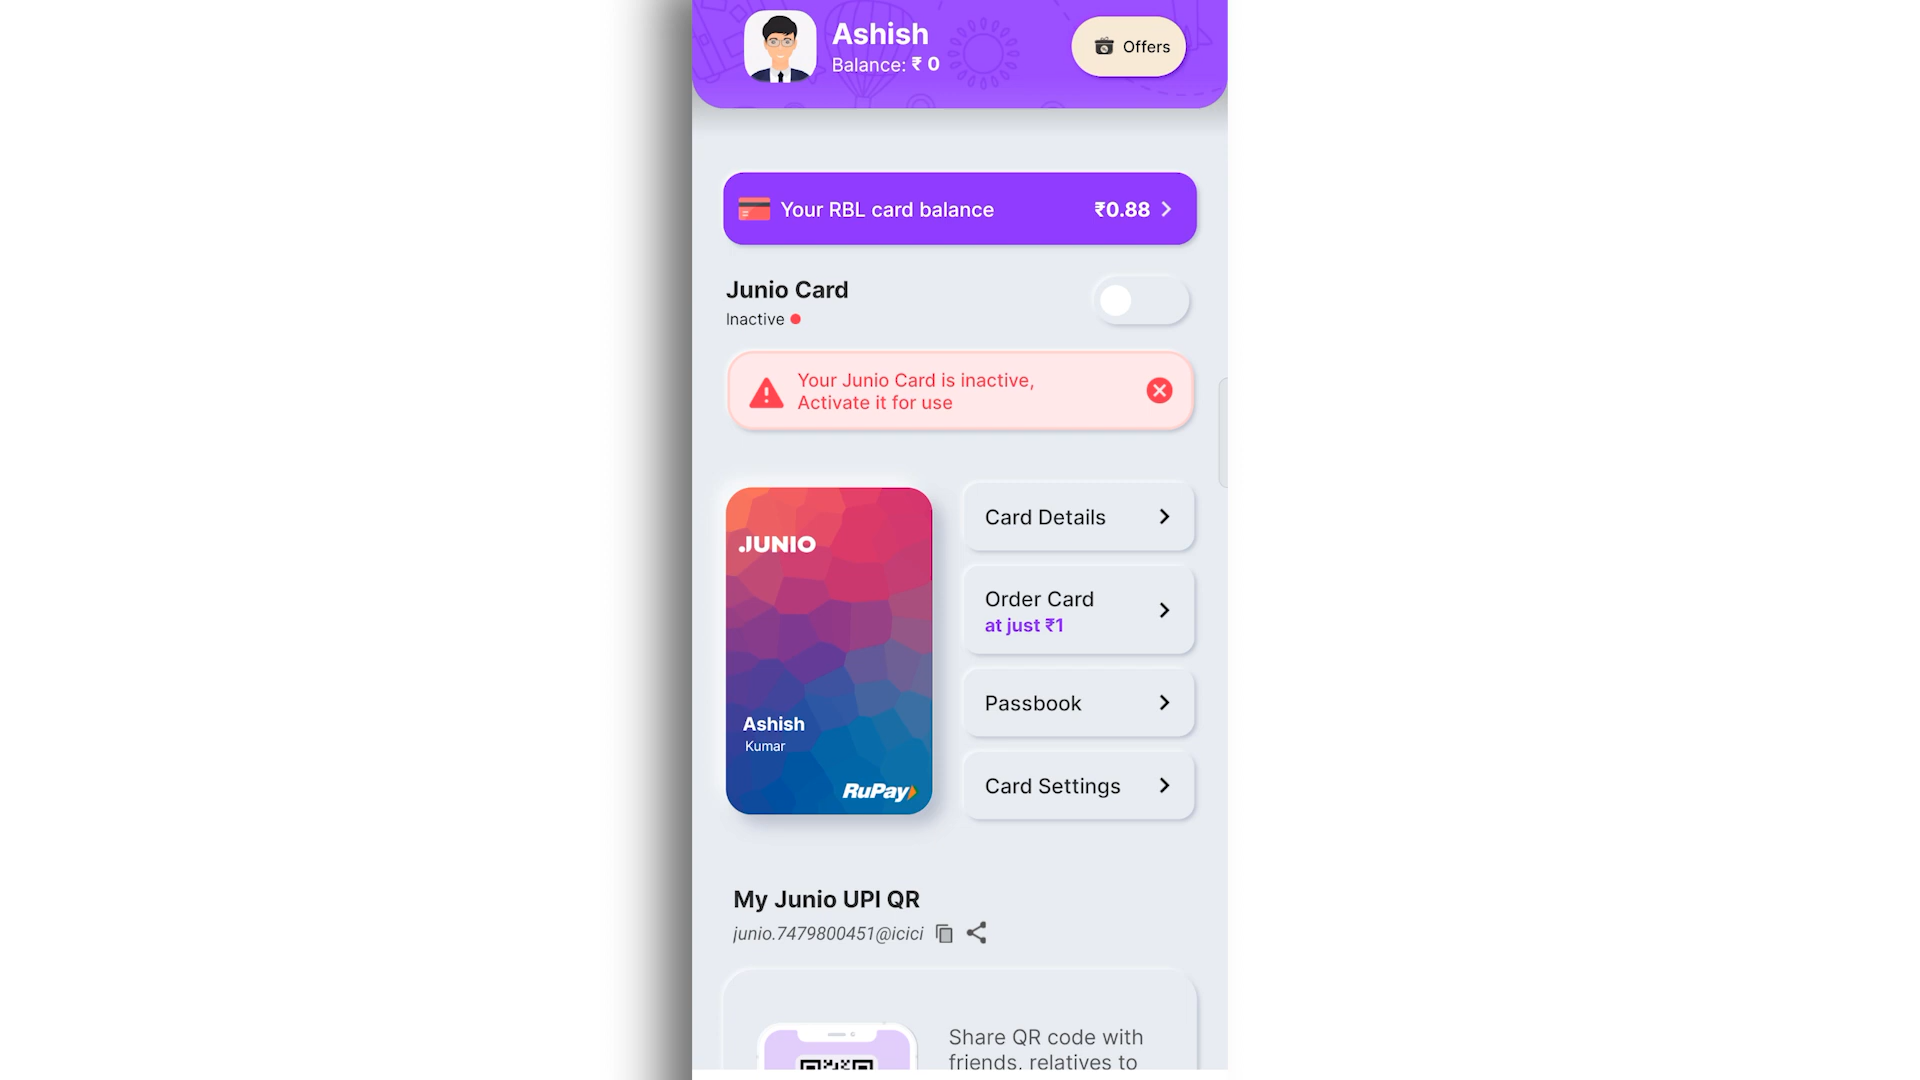 Ashish
Balance: ₹ 0
Offers
Your RBL card balance
₹0.88
Junio Card
Inactive
Your Junio Card is inactive,
Activate it for use
.JUNIO
Ashish
Kumar
RuPay
Card Details
Order Card
at just ₹1
Passbook
Card Settings
My Junio UPI QR
junio.7479800451@icici
Share QR code with
friends, relatives to